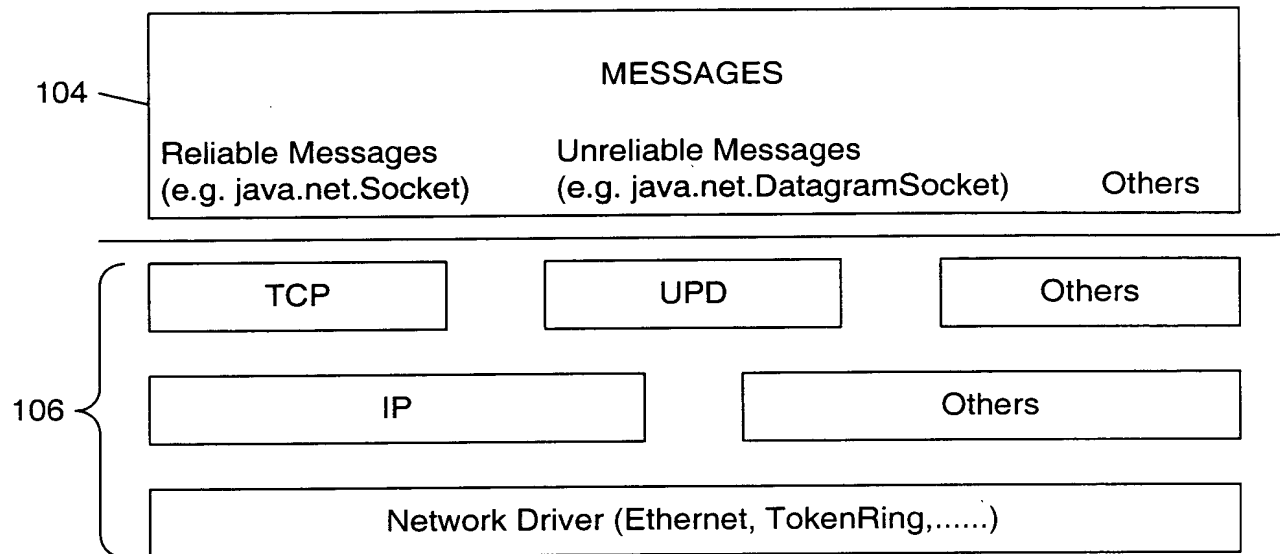 MESSAGES
104
Reliable Messages
(e.g. java.net.Socket)
Unreliable Messages
(e.g. java.net.DatagramSocket)
Others
TCP
UPD
Others
106
IP
Others
Network Driver (Ethernet, TokenRing,......)